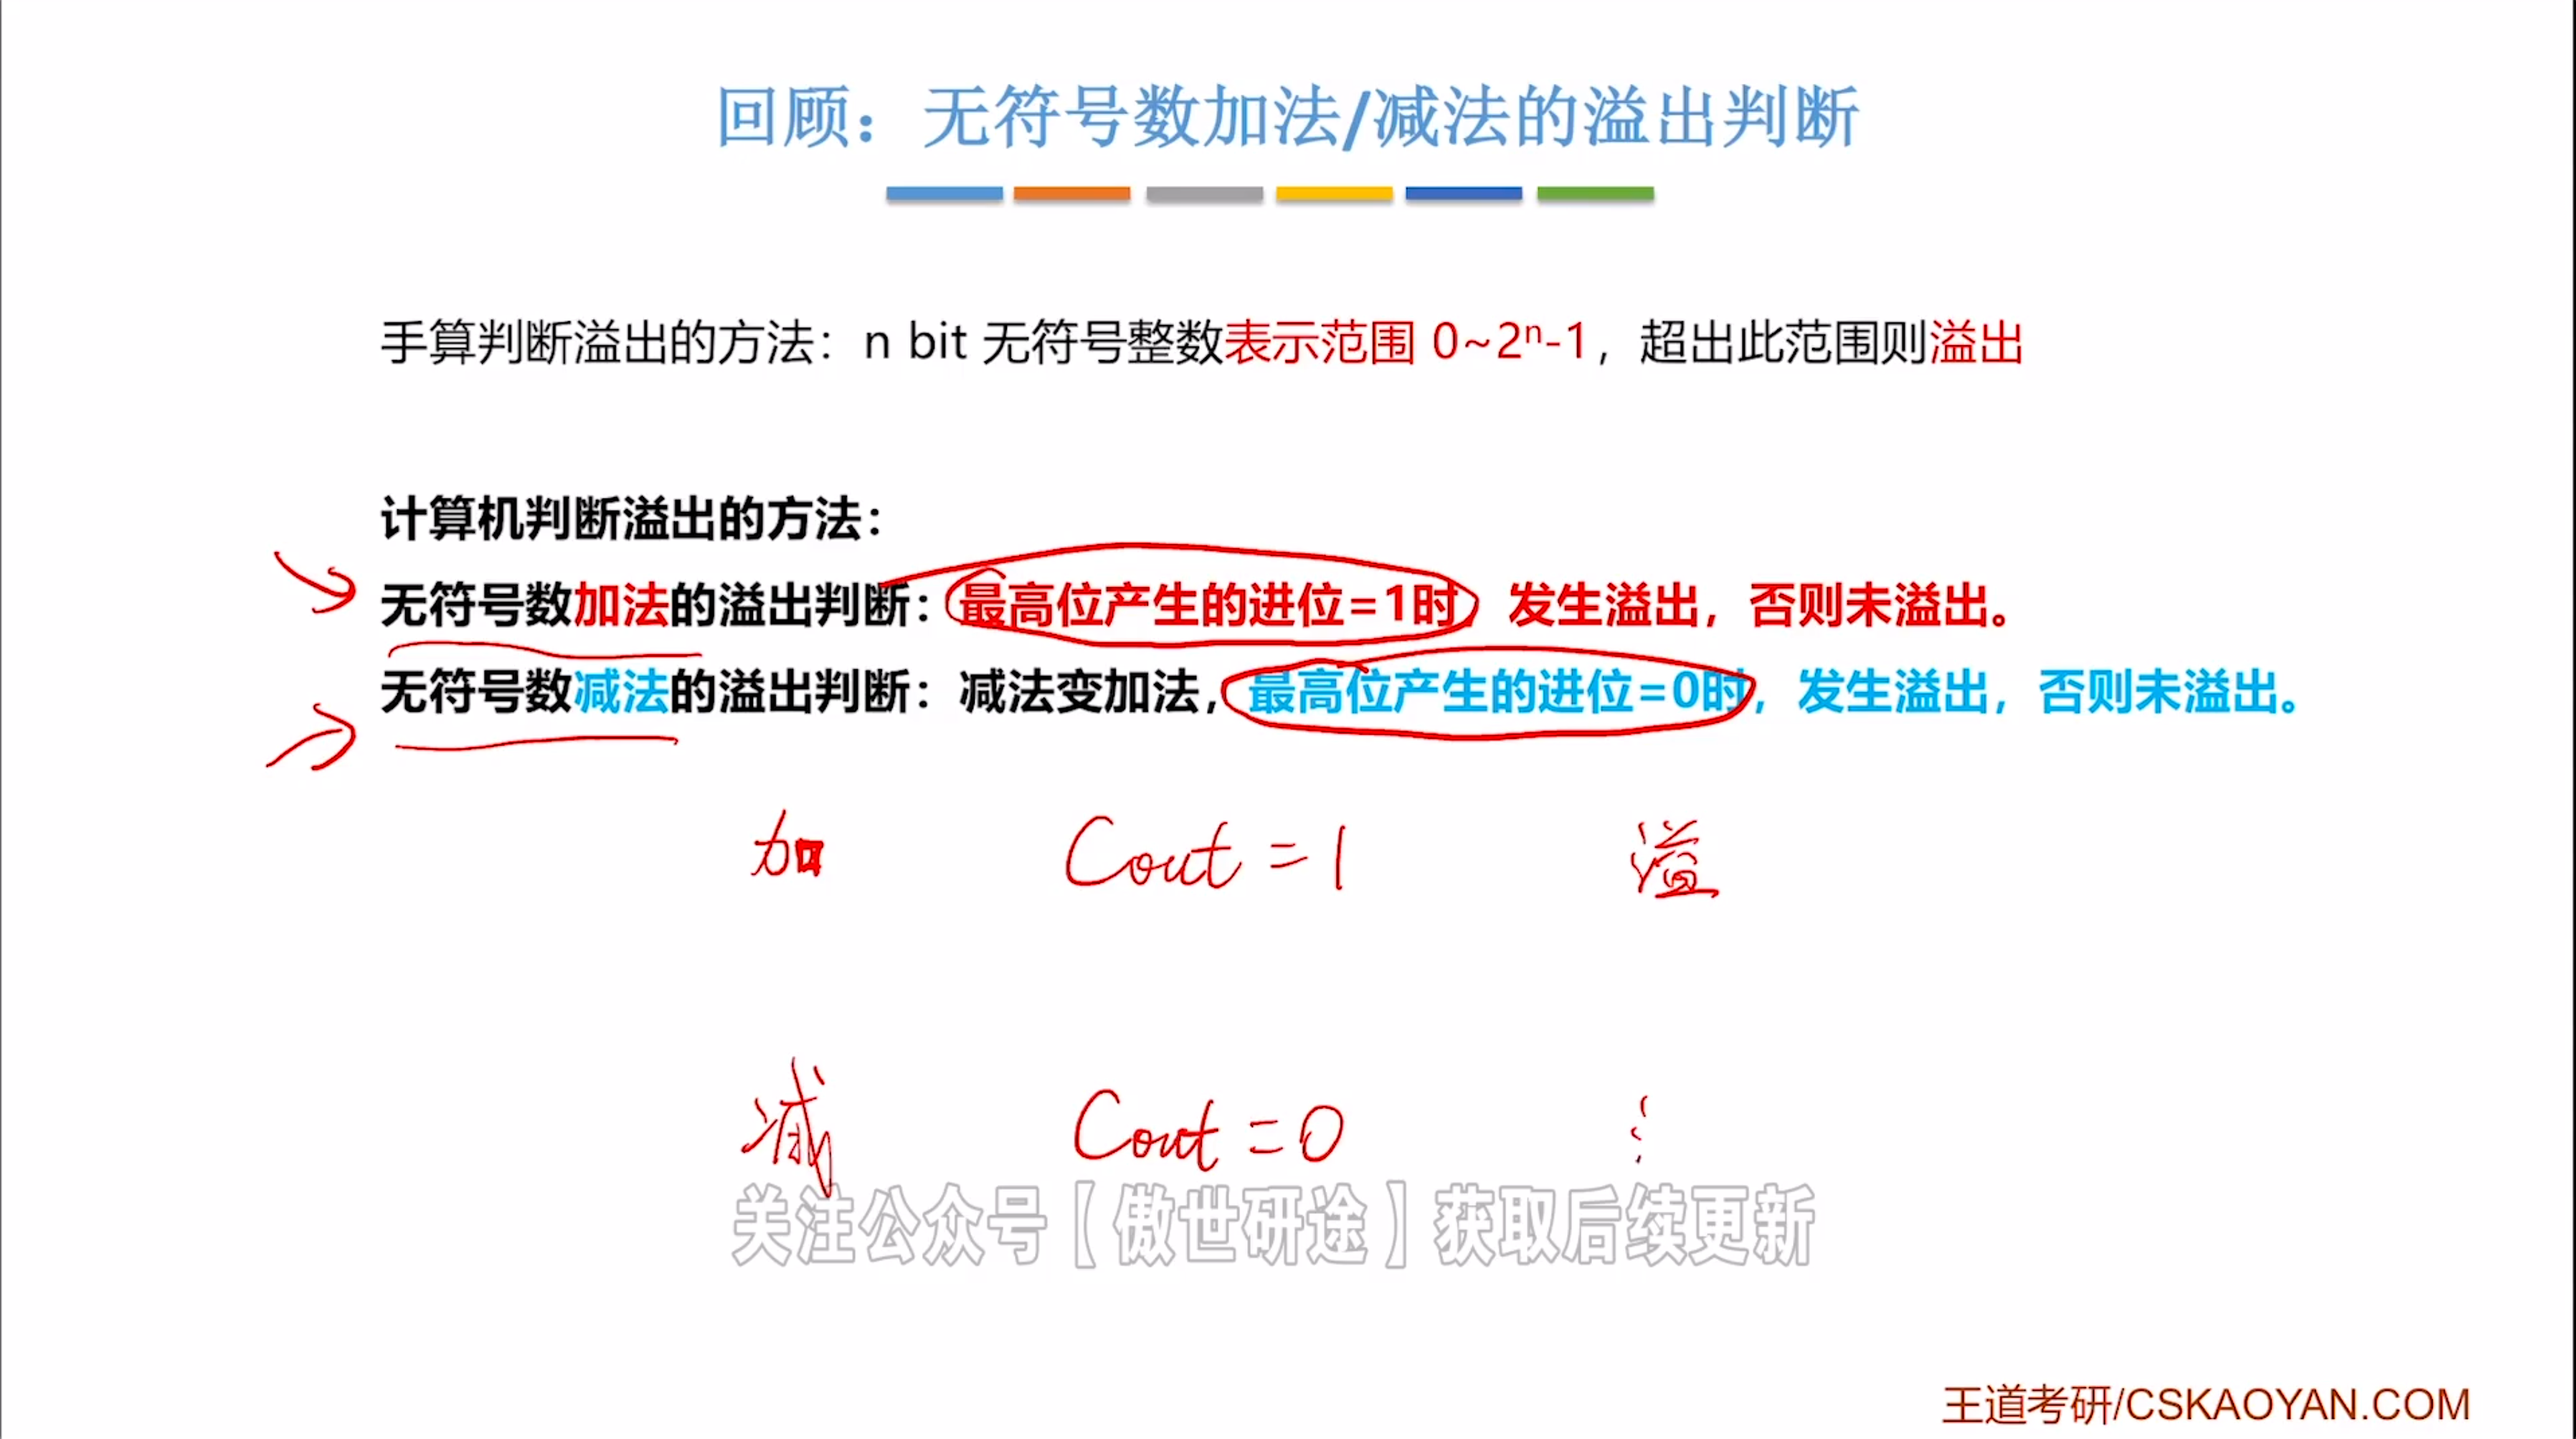 回顾：无符号数加法/减法的溢出判断
手算判断溢出的方法：n bit 无符号整数表示范围 0~2ⁿ-1，超出此范围则溢出
计算机判断溢出的方法：
无符号数加法的溢出判断：最高位产生的进位=1时，发生溢出，否则未溢出。
无符号数减法的溢出判断：减法变加法，最高位产生的进位=0时，发生溢出，否则未溢出。
加 Cout = 1 溢
减 Cout = 0
关注公众号【傲世研途】获取后续更新
王道考研/CSKAOYAN.COM